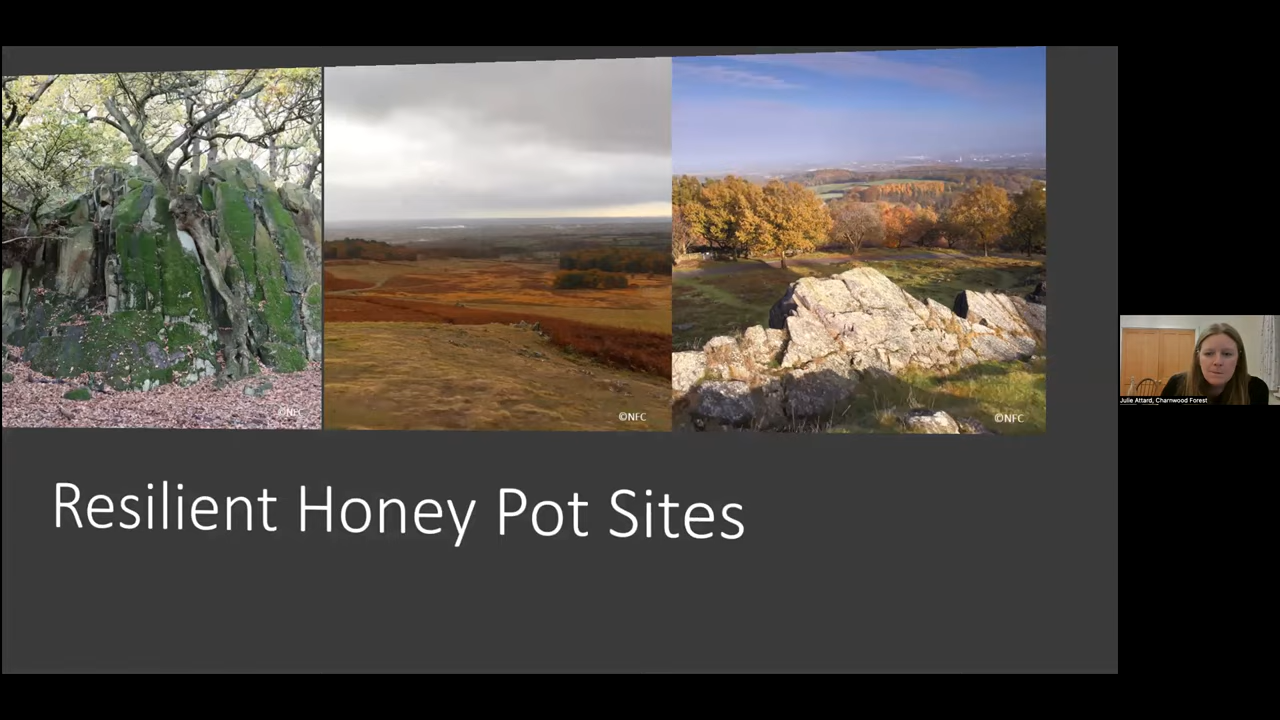 ©NFC
©NFC
©NFC
Resilient Honey Pot Sites
Julie Attard, Charnwood Forest